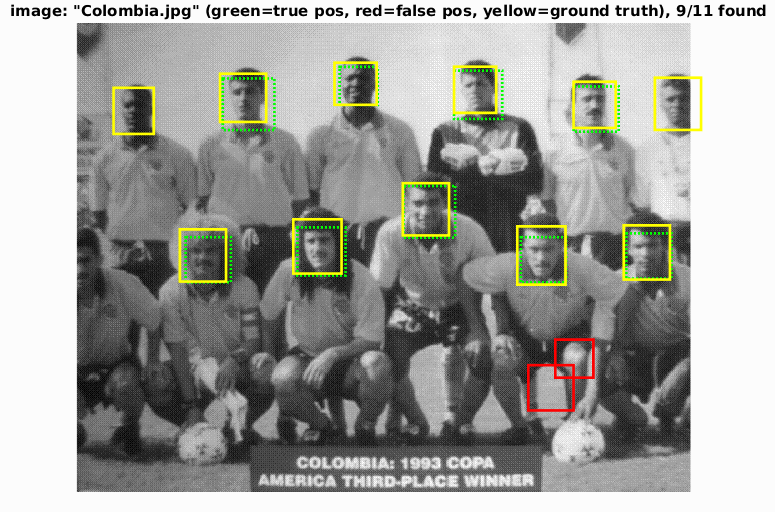 image: "Colombia.jpg" (green=true pos, red=false pos, yellow=ground truth), 9/11 found
COLOMBIA: 1993 COPA
AMERICA THIRD-PLACE WINNER